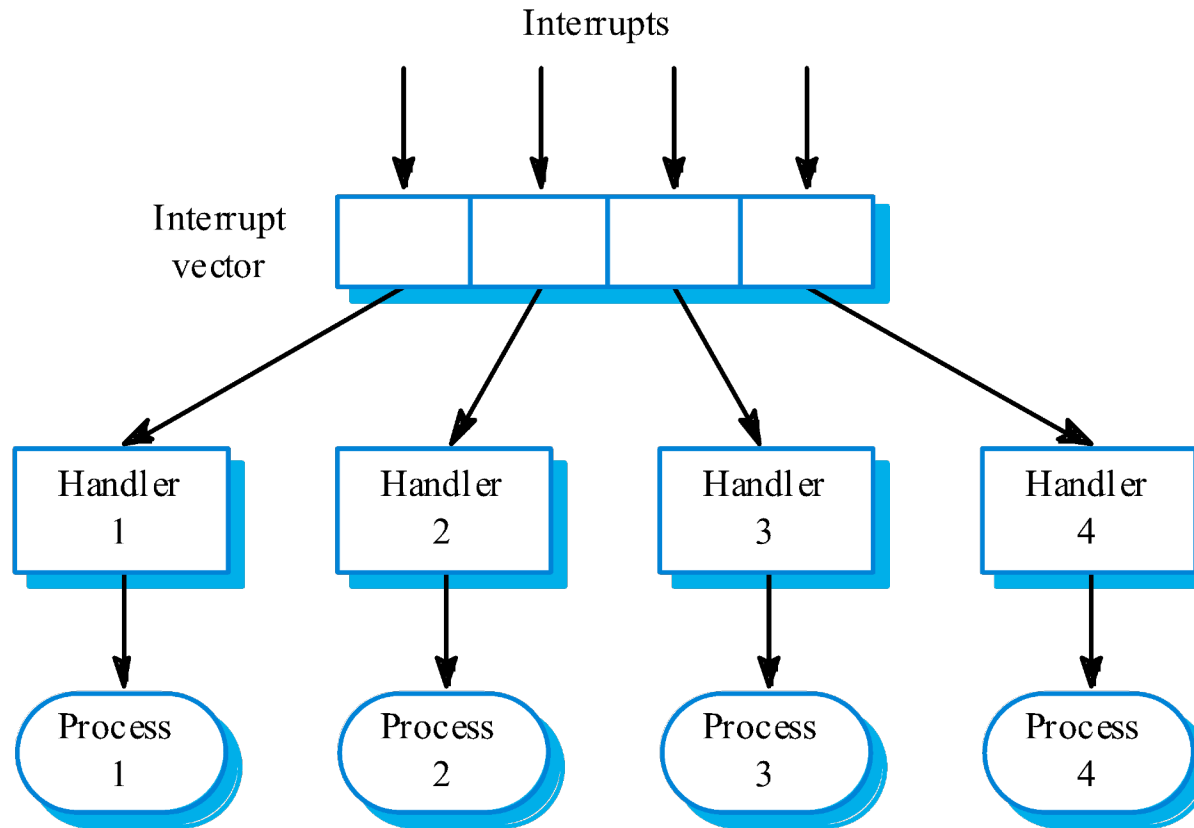 Interrupts
Interrupt
vector
Handler
1
Handler
2
Handler
3
Handler
4
Process
1
Process
2
Process
3
Process
4